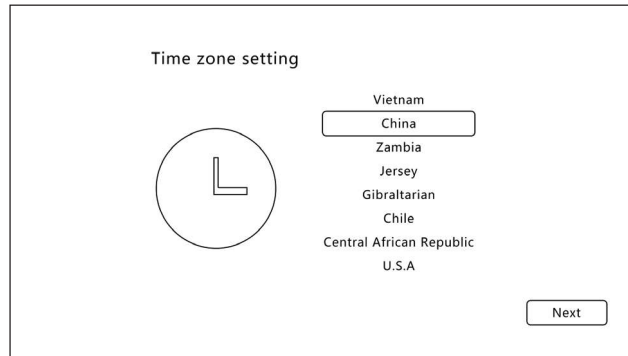 Time zone setting
Vietnam
China
Zambia
Jersey
Gibraltarian
Chile
Central African Republic
U.S.A
Next